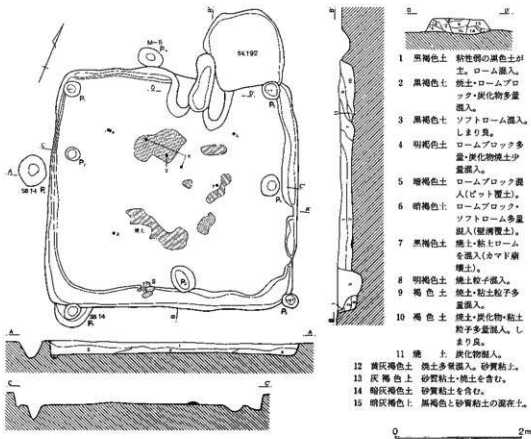 SK192
M-5
P₄
P₁
SB14
P₂
焼土
SB14
P₁
A
A'
C
C'
B
B'
D
D'
1 黒褐色土 粘性弱の黒色土が
主。ローム混入。
2 黒褐色土 焼土・ロームブロ
ック・炭化物多量
混入。
3 黒褐色土 ソフトローム混入。
しまり良。
4 明褐色土 ロームブロック多
量・炭化物焼土少
量混入。
5 暗褐色土 ロームブロック混
入(ピット覆土)。
6 暗褐色土 ロームブロック・
ソフトローム多量
混入(壁溝覆土)。
7 黒褐色土 焼土・粘土ローム
を混入(カマド崩
壊土)。
8 明褐色土 焼土粒子混入。
9 褐色土 焼土・粘土粒子多
量混入。
10 褐色土 焼土・炭化物・粘土
粒子多量混入。し
まり良。
11 焼土 炭化物混入。
12 黄灰褐色土 焼土多量混入。砂質粘土。
13 灰褐色土 砂質粘土・焼土を含む。
14 暗灰褐色土 砂質粘土を含む。
15 暗灰褐色土 黒褐色と砂質粘土の混在土。
0 2m